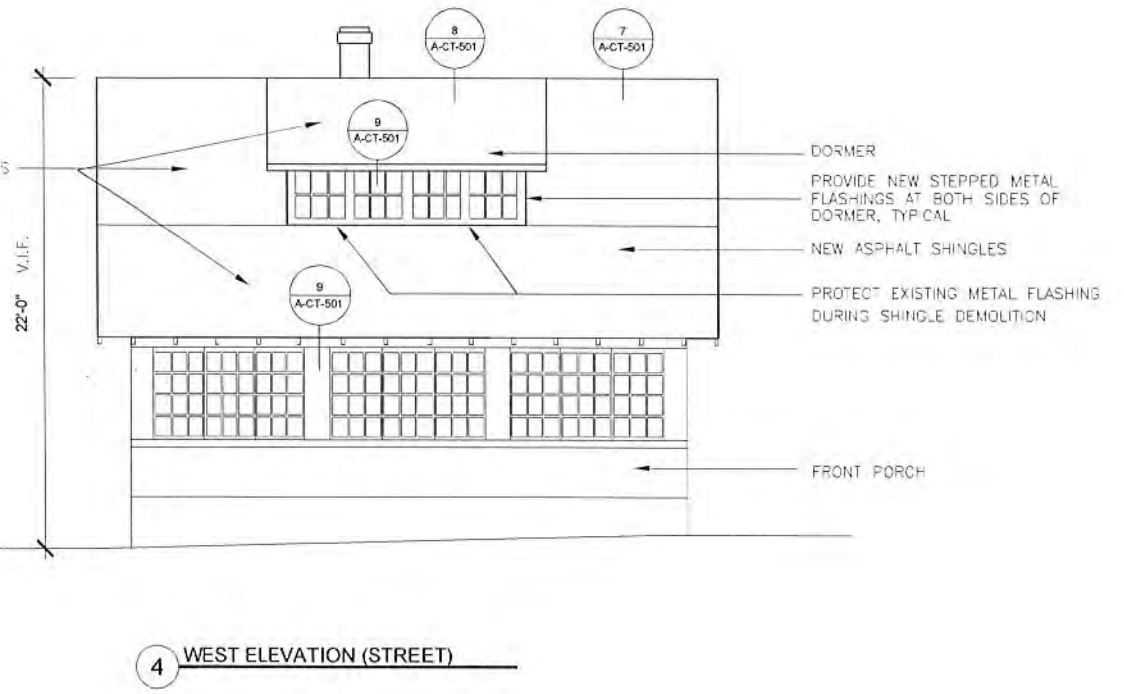 8
A-CT-501
7
A-CT-501
9
A-CT-501
DORMER
PROVIDE NEW STEPPED METAL
FLASHINGS AT BOTH SIDES OF
DORMER, TYP CAL
NEW ASPHALT SHINGLES
9
A-CT-501
PROTECT EXISTING METAL FLASHING
DURING SHINGLE DEMOLITION
22'-0" V.I.F.
FRONT PORCH
4 WEST ELEVATION (STREET)